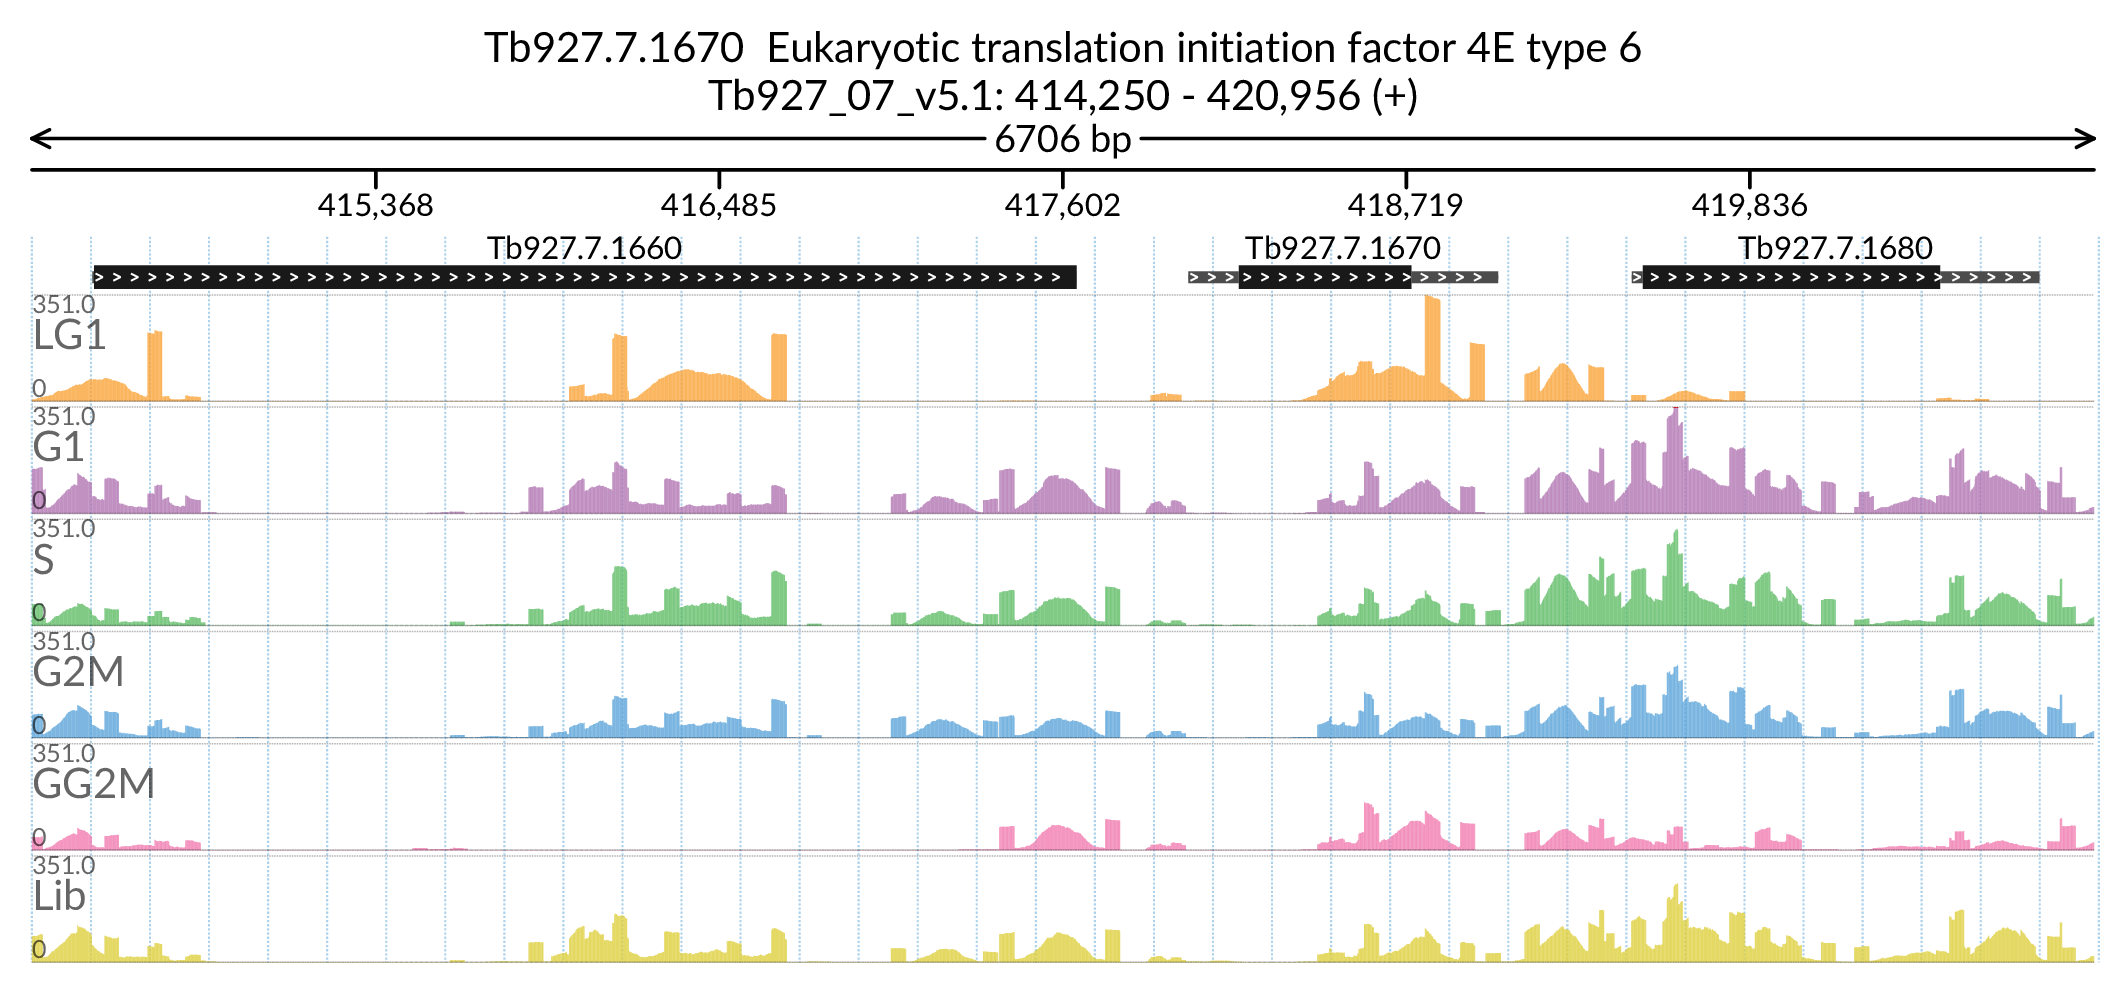 Tb927.7.1670 Eukaryotic translation initiation factor 4E type 6
Tb927_07_v5.1: 414,250 - 420,956 (+)
6706 bp
415,368 416,485 417,602 418,719 419,836
Tb927.7.1660 Tb927.7.1670 Tb927.7.1680
351.0
LG1
0
351.0
G1
0
351.0
S
0
351.0
G2M
0
351.0
GG2M
0
351.0
Lib
0